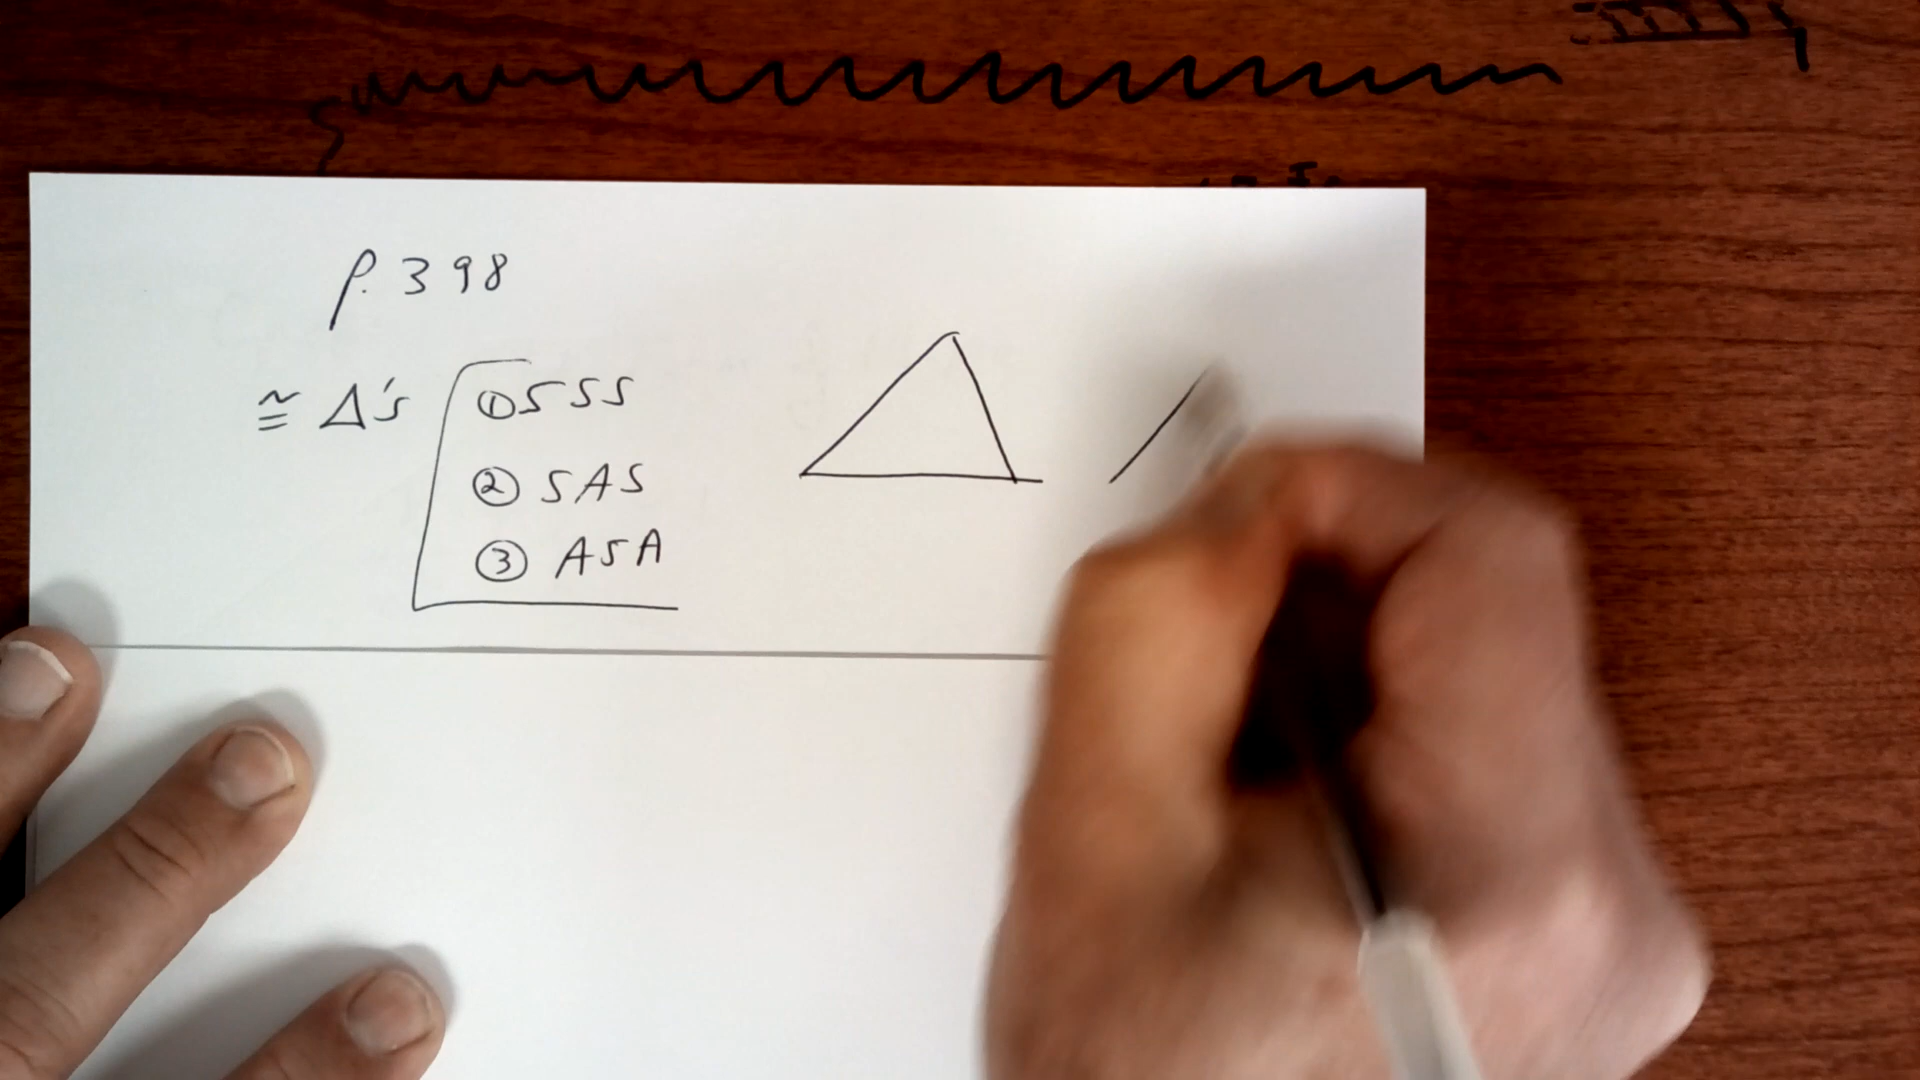 p. 398
≅ Δ's
① SSS
② SAS
③ ASA